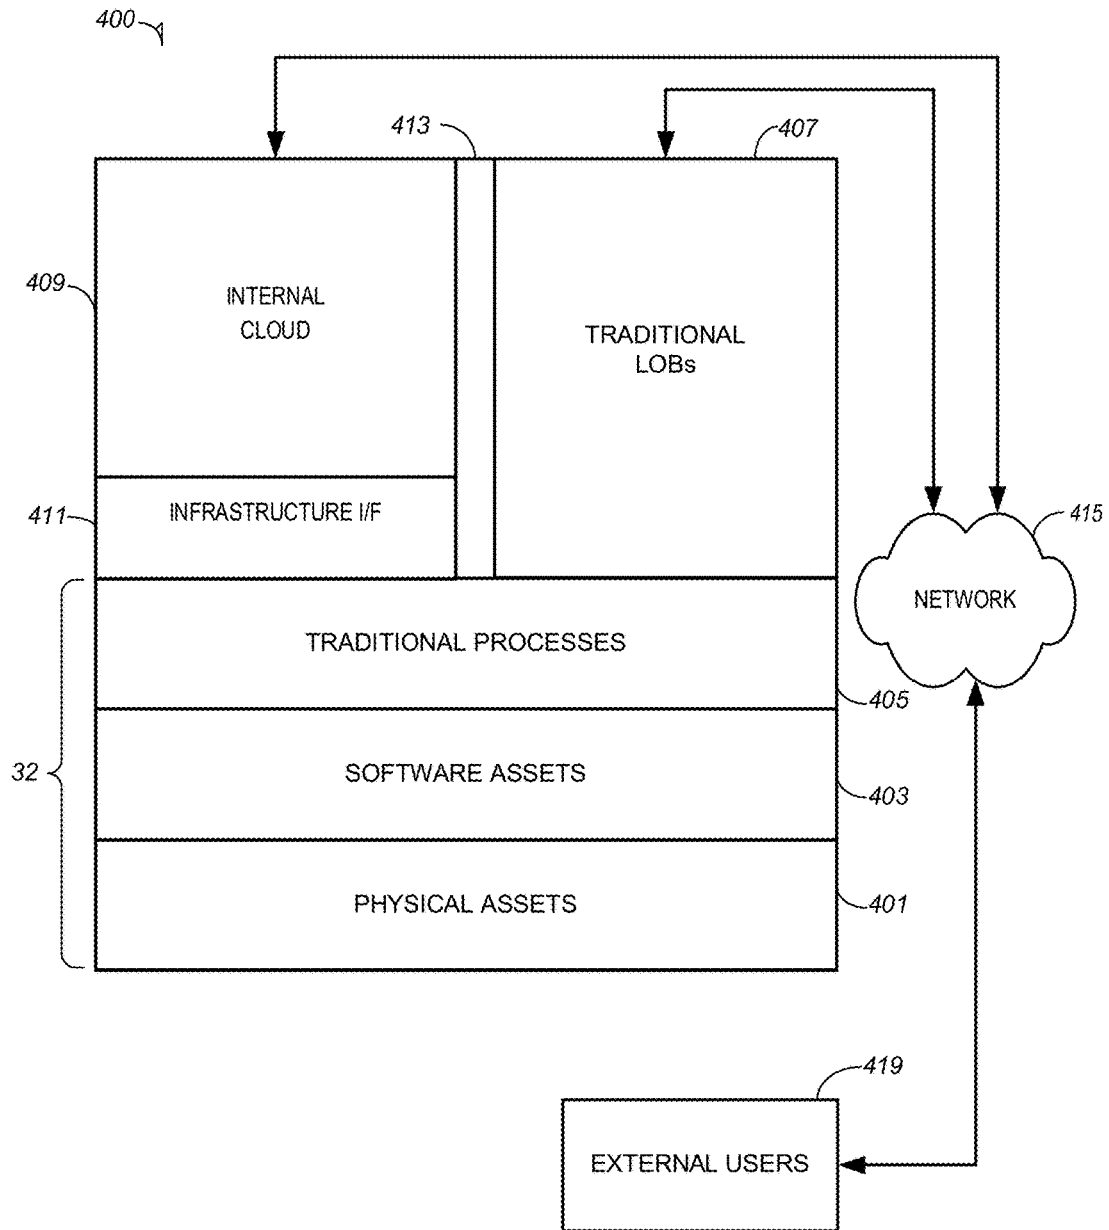 400
413
407
409
INTERNAL
CLOUD
TRADITIONAL
LOBs
411
INFRASTRUCTURE I/F
415
NETWORK
TRADITIONAL PROCESSES
405
32
SOFTWARE ASSETS
403
PHYSICAL ASSETS
401
419
EXTERNAL USERS